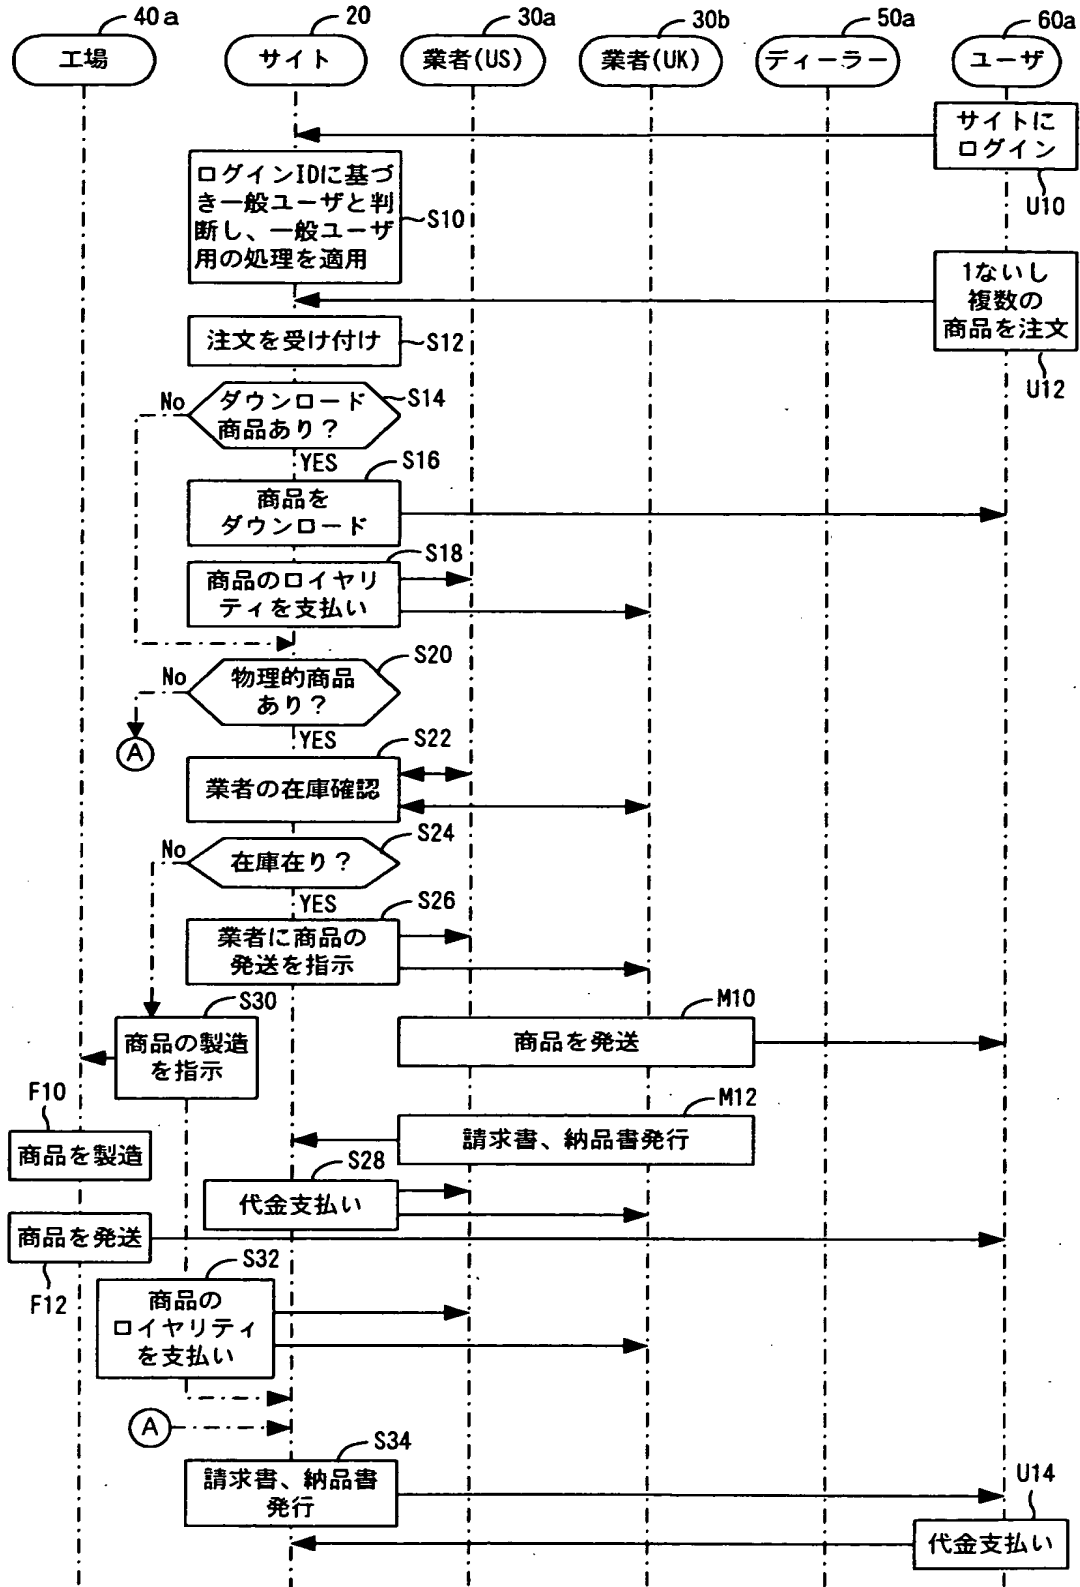 40a
20
30a
30b
50a
60a
工場
サイト
業者(US)
業者(UK)
ディーラー
ユーザ
サイトに
ログイン
U10
ログインIDに基づ
き一般ユーザと判
断し、一般ユーザ
用の処理を適用
S10
1ないし
複数の
商品を注文
U12
注文を受け付け
S12
ダウンロード
商品あり?
S14
No
YES
S16
商品を
ダウンロード
S18
商品のロイヤリ
ティを支払い
S20
No
物理的商品
あり?
YES
A
S22
業者の在庫確認
S24
No
在庫在り?
YES
S26
業者に商品の
発送を指示
S30
商品の製造
を指示
M10
商品を発送
F10
商品を製造
M12
請求書、納品書発行
S28
代金支払い
商品を発送
F12
S32
商品の
ロイヤリティ
を支払い
A
S34
請求書、納品書
発行
U14
代金支払い